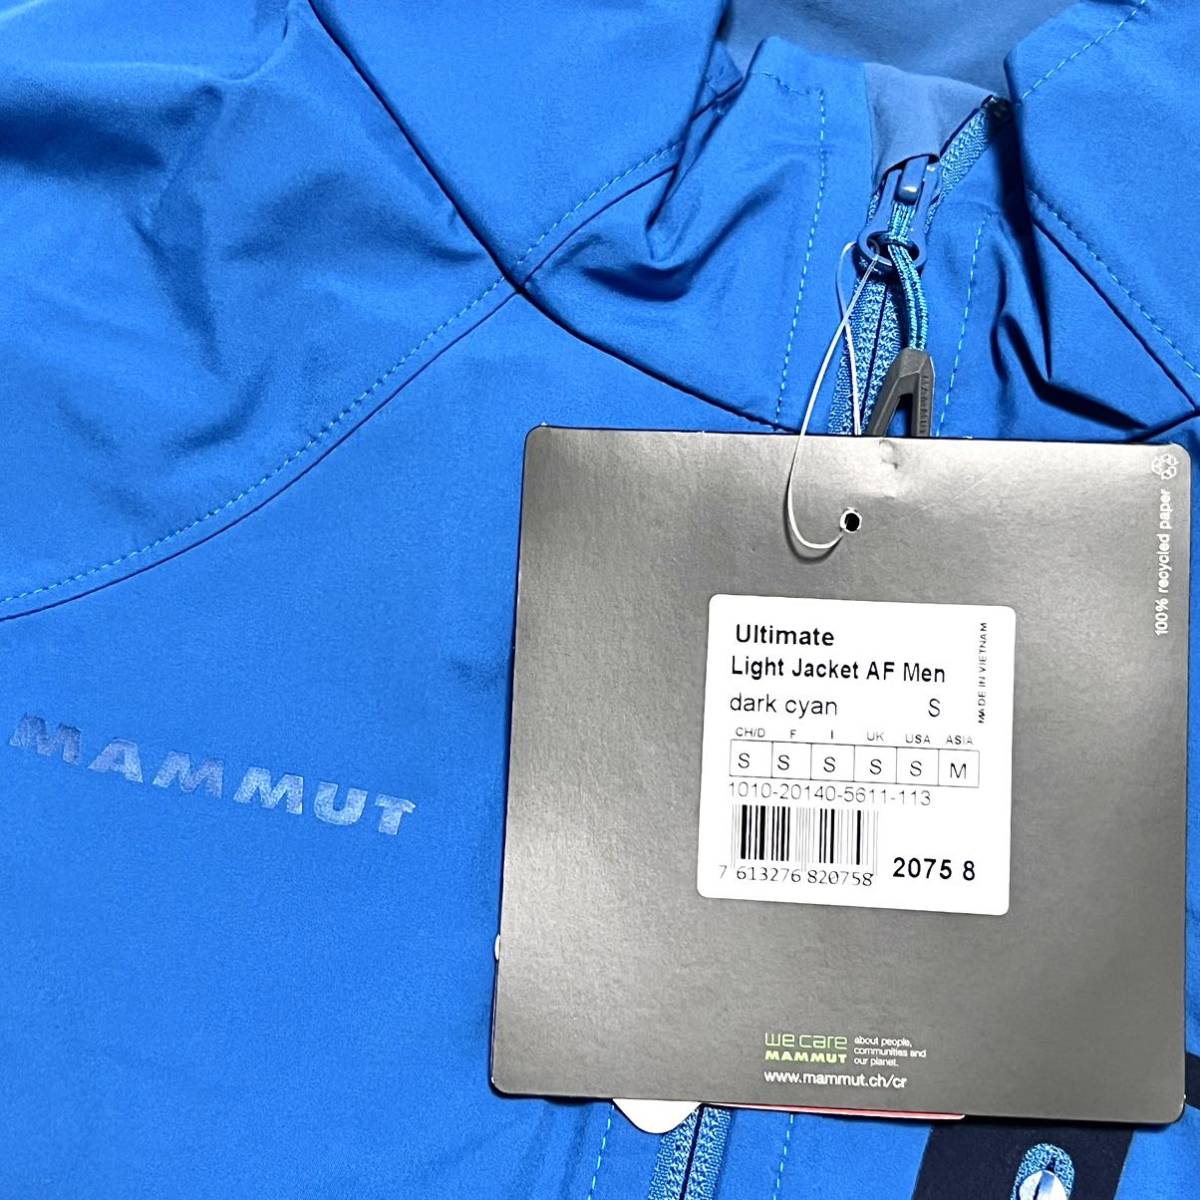 MAMMUT
100% recycled paper
Ultimate
Light Jacket AF Men
dark cyan S
MADE IN VIETNAM
CH/D F I UK USA ASIA
S S S S S M
1010-20140-5611-113
7 613276 820758
2075 8
we care
MAMMUT
about people,
communities and
our planet.
www.mammut.ch/cr